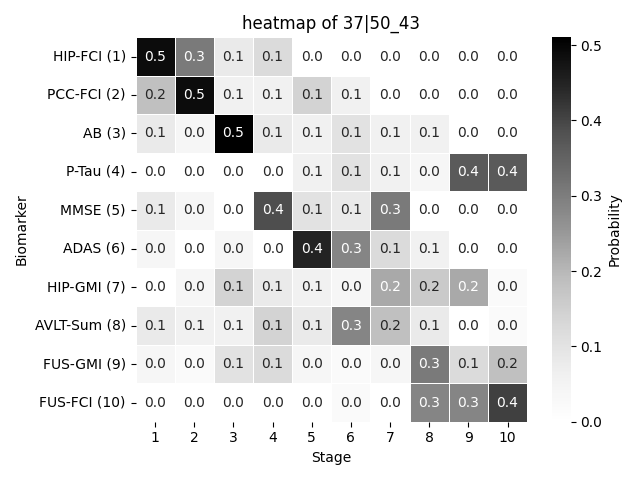 heatmap of 37|50_43
HIP-FCI (1) 0.5 0.3 0.1 0.1 0.0 0.0 0.0 0.0 0.0 0.0
PCC-FCI (2) 0.2 0.5 0.1 0.1 0.1 0.1 0.0 0.0 0.0 0.0
AB (3) 0.1 0.0 0.5 0.1 0.1 0.1 0.1 0.1 0.0 0.0
P-Tau (4) 0.0 0.0 0.0 0.0 0.1 0.1 0.1 0.0 0.4 0.4
MMSE (5) 0.1 0.0 0.0 0.4 0.1 0.1 0.3 0.0 0.0 0.0
ADAS (6) 0.0 0.0 0.0 0.0 0.4 0.3 0.1 0.1 0.0 0.0
HIP-GMI (7) 0.0 0.0 0.1 0.1 0.1 0.0 0.2 0.2 0.2 0.0
AVLT-Sum (8) 0.1 0.1 0.1 0.1 0.1 0.3 0.2 0.1 0.0 0.0
FUS-GMI (9) 0.0 0.0 0.1 0.1 0.0 0.0 0.0 0.3 0.1 0.2
FUS-FCI (10) 0.0 0.0 0.0 0.0 0.0 0.0 0.0 0.3 0.3 0.4
1 2 3 4 5 6 7 8 9 10
Stage
Biomarker
0.5
0.4
0.3
0.2
0.1
0.0
Probability